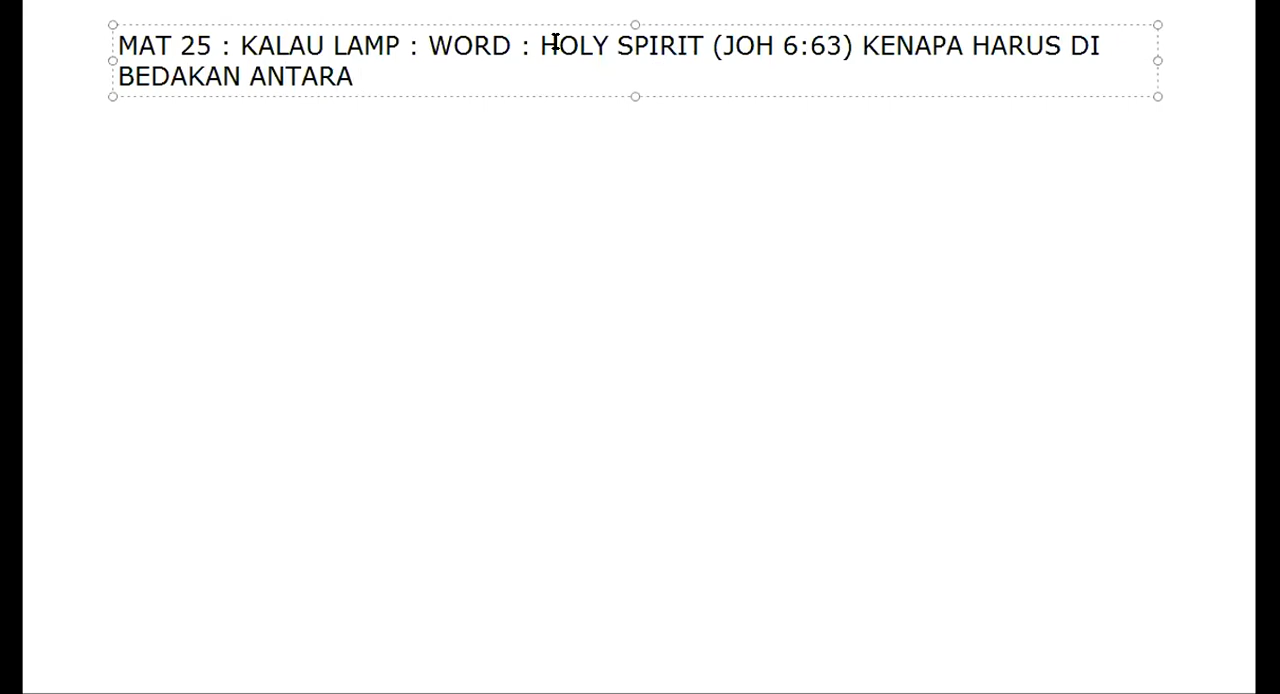 MAT 25 : KALAU LAMP : WORD : HOLY SPIRIT (JOH 6:63) KENAPA HARUS DI
BEDAKAN ANTARA